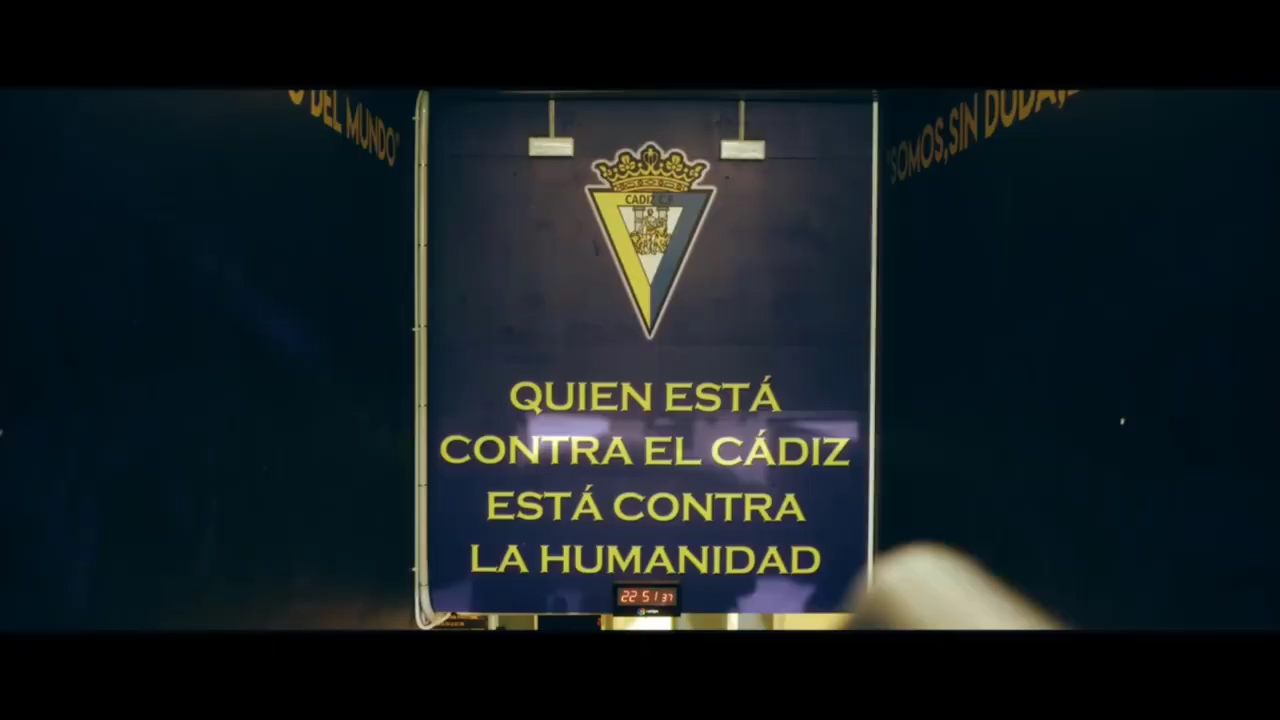 DEL MUNDO"
"SOMOS, SIN DUDA,
CÁDIZ C.F.
QUIEN ESTÁ
CONTRA EL CÁDIZ
ESTÁ CONTRA
LA HUMANIDAD
22 51 37